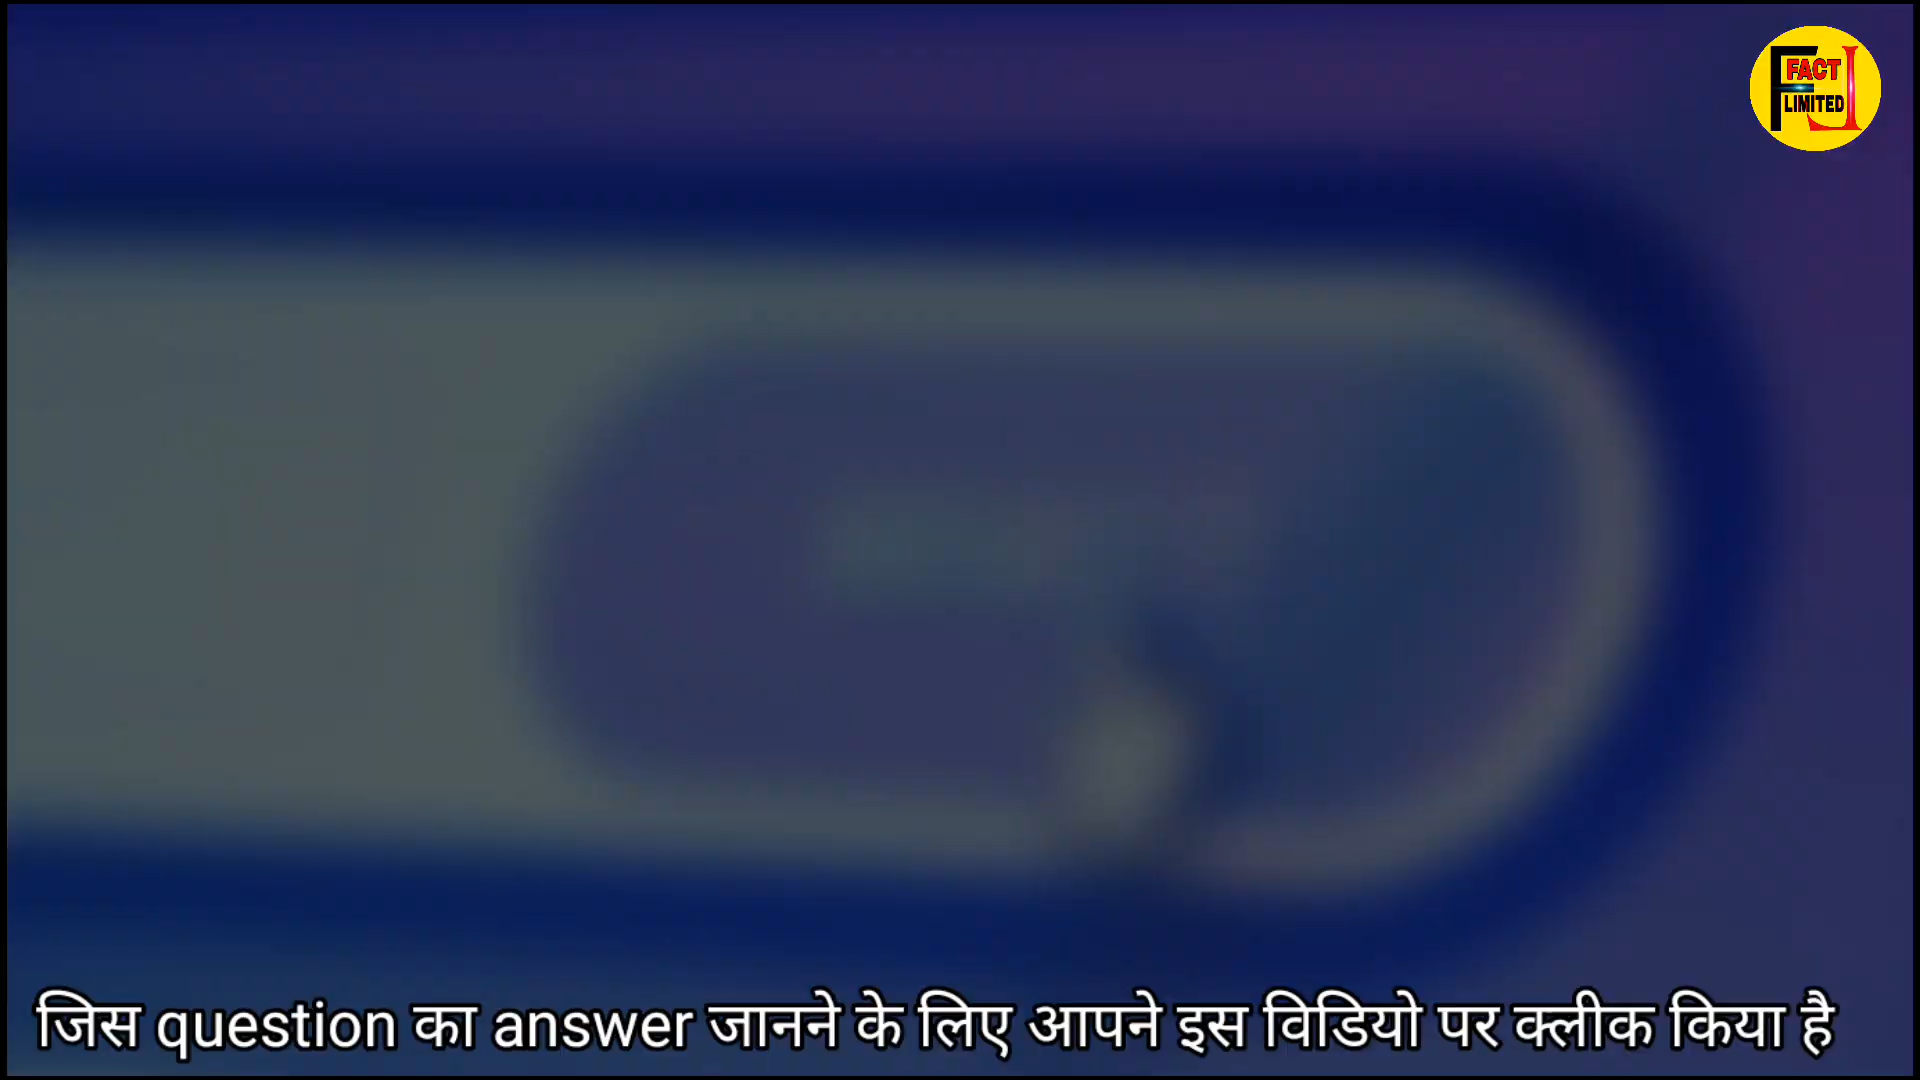 FACT
LIMITED
जिस question का answer जानने के लिए आपने इस विडियो पर क्लीक किया है